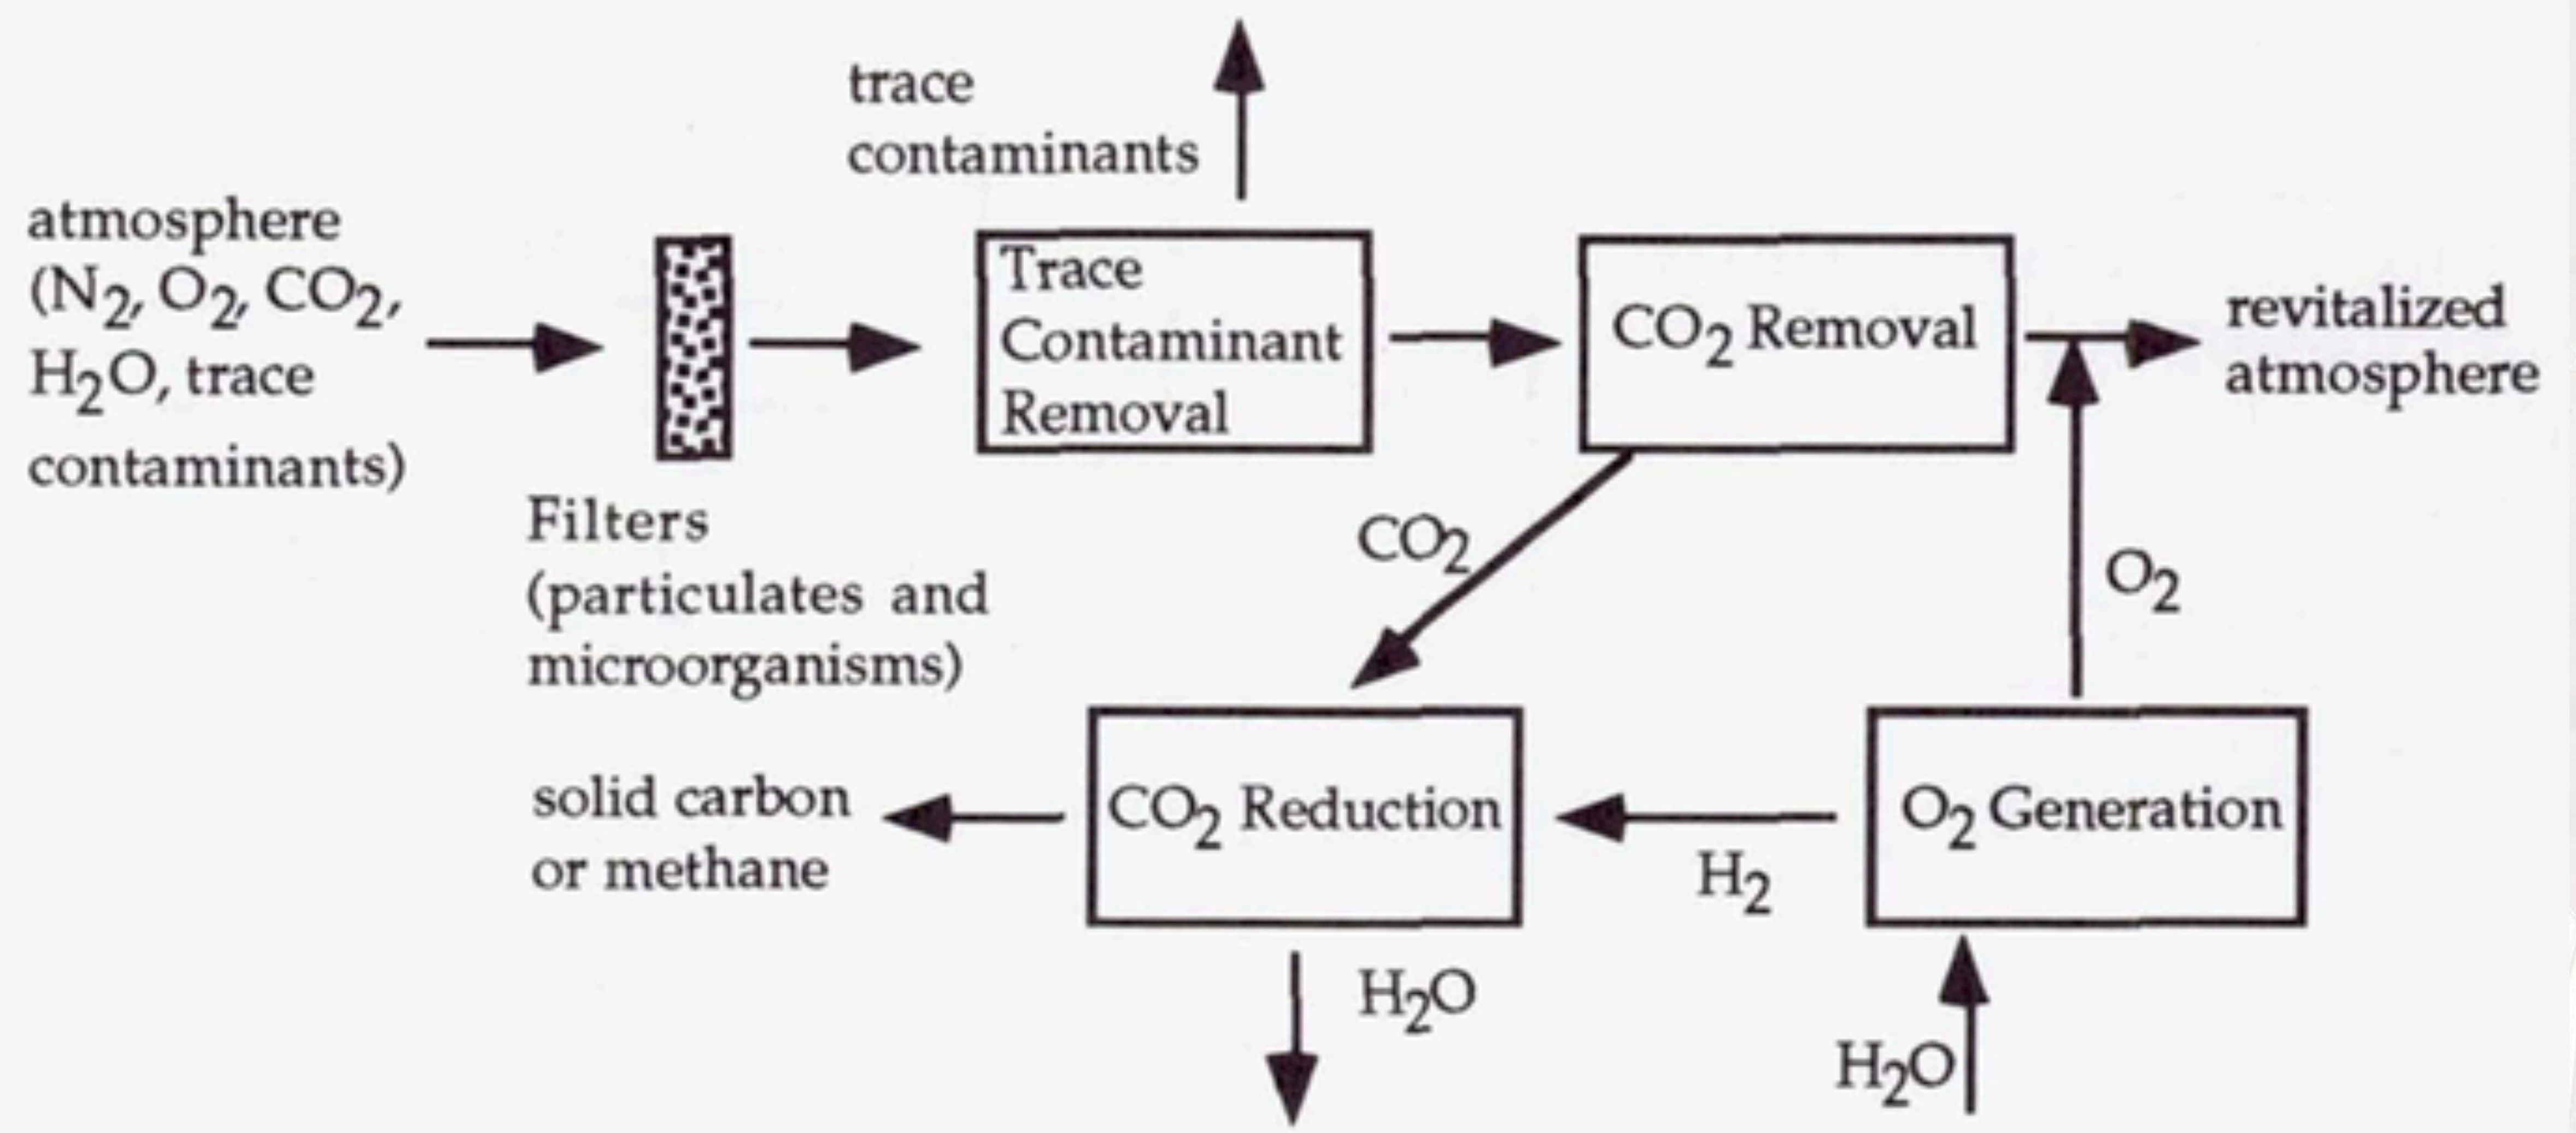 trace
contaminants
atmosphere
(N2, O2, CO2,
H2O, trace
contaminants)
Trace
Contaminant
Removal
CO2 Removal
revitalized
atmosphere
Filters
(particulates and
microorganisms)
CO2
O2
solid carbon
or methane
CO2 Reduction
H2
O2 Generation
H2O
H2O